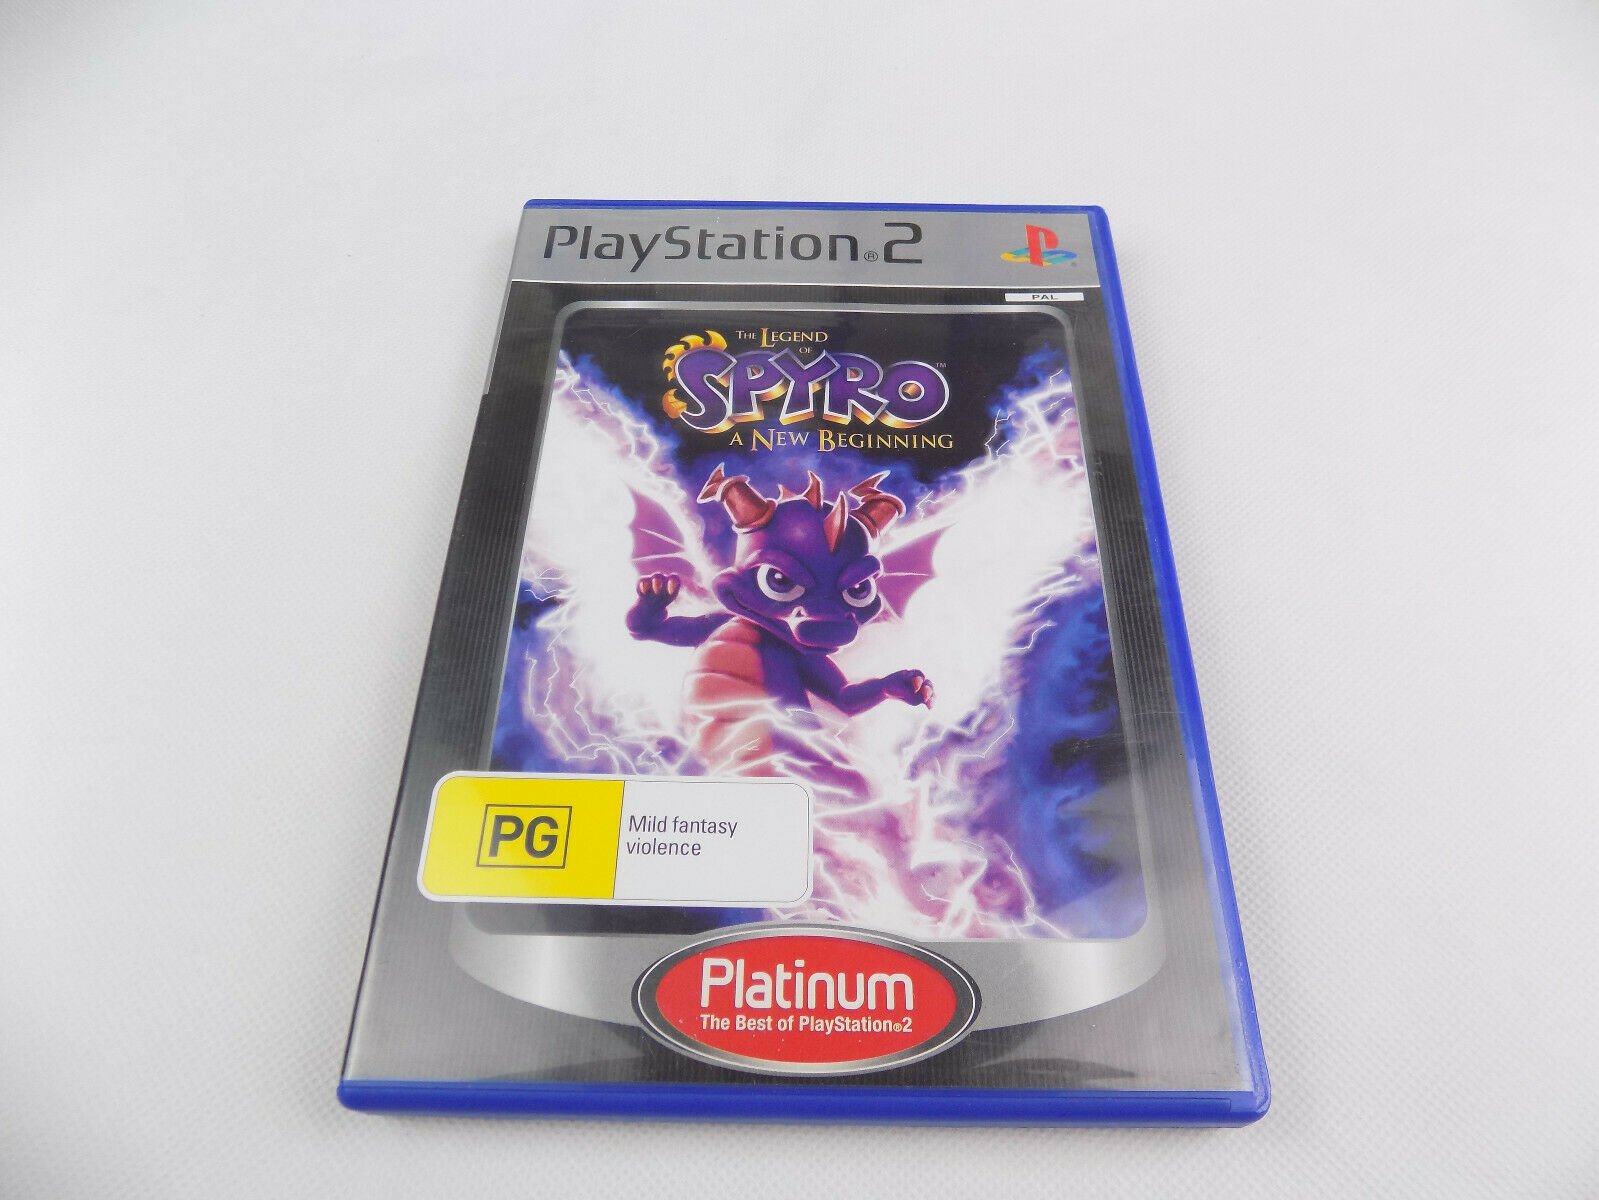 PlayStation®2
PAL
THE LEGEND
OF
SPYRO™
A NEW BEGINNING
PG
Mild fantasy
violence
Platinum
The Best of PlayStation®2